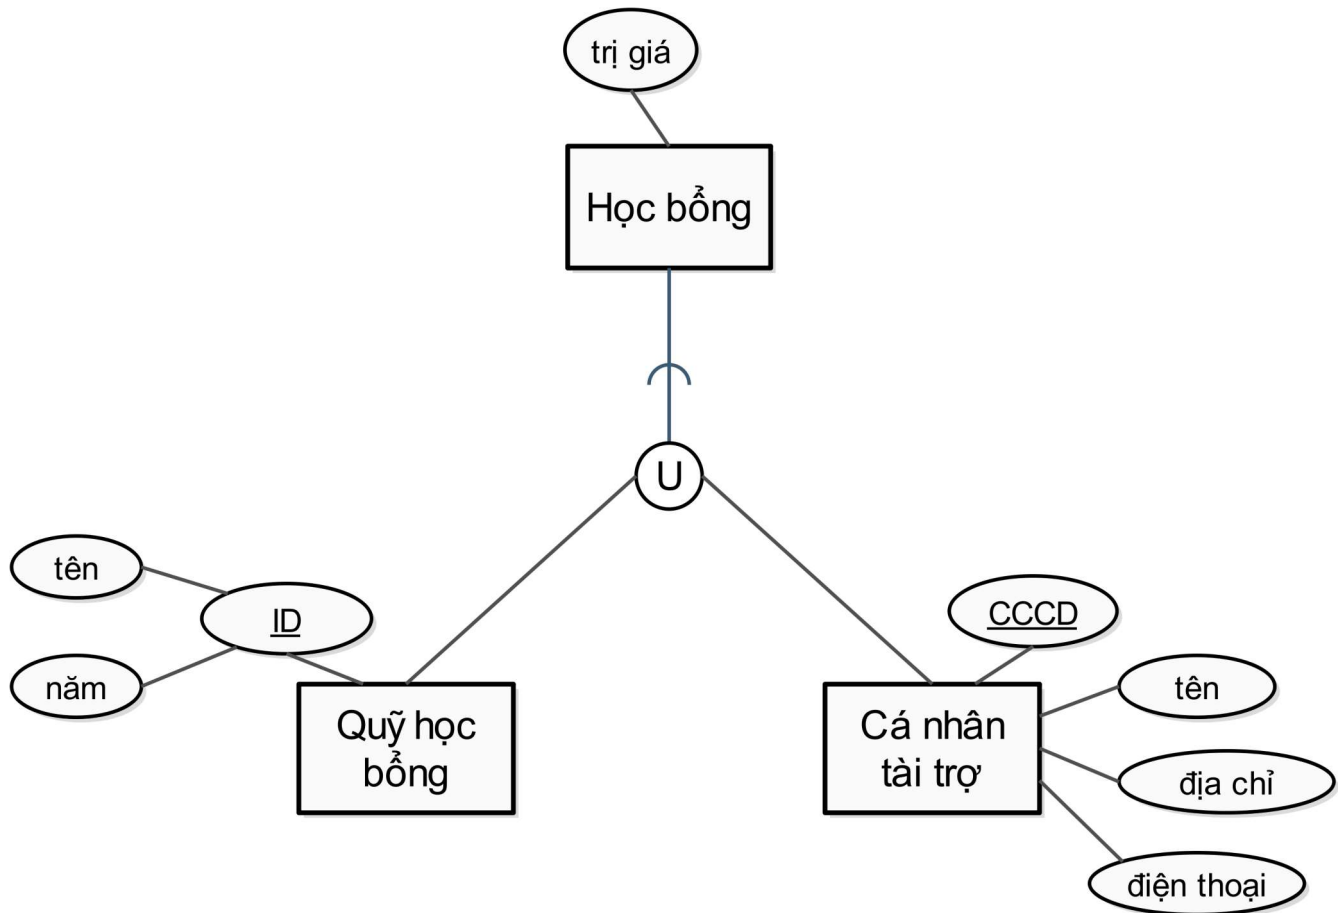 trị giá
Học bổng
U
tên
ID
năm
Quỹ học
bổng
CCCD
tên
Cá nhân
tài trợ
địa chỉ
điện thoại